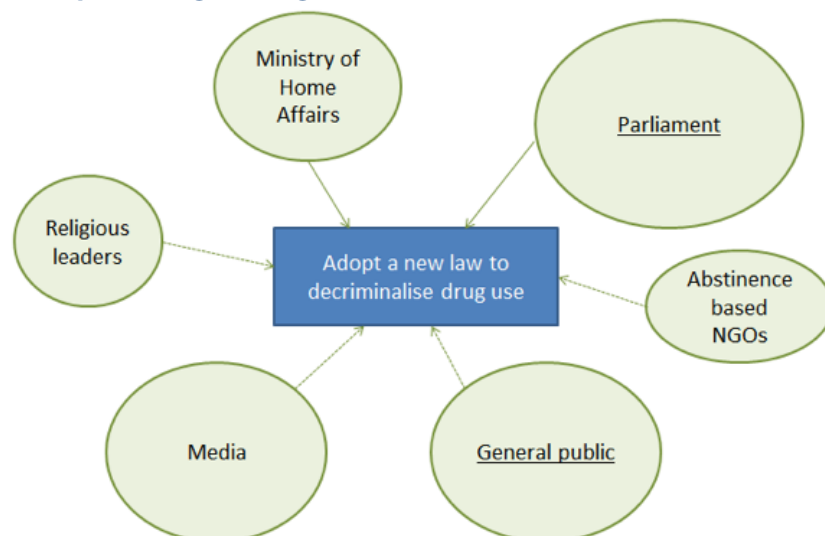 Ministry of
Home
Affairs
Parliament
Religious
leaders
Adopt a new law to
decriminalise drug use
Abstinence
based
NGOs
Media
General public